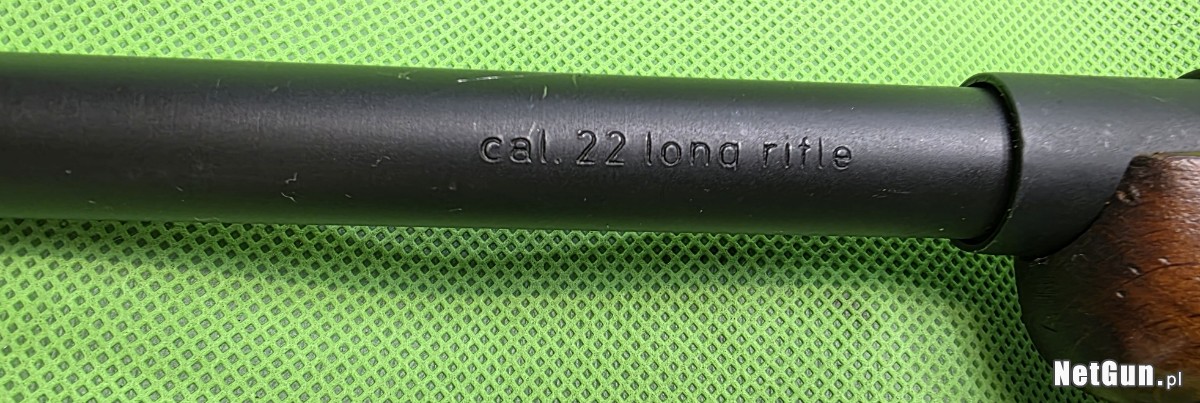 cal. 22 long rifle
NetGun.pl